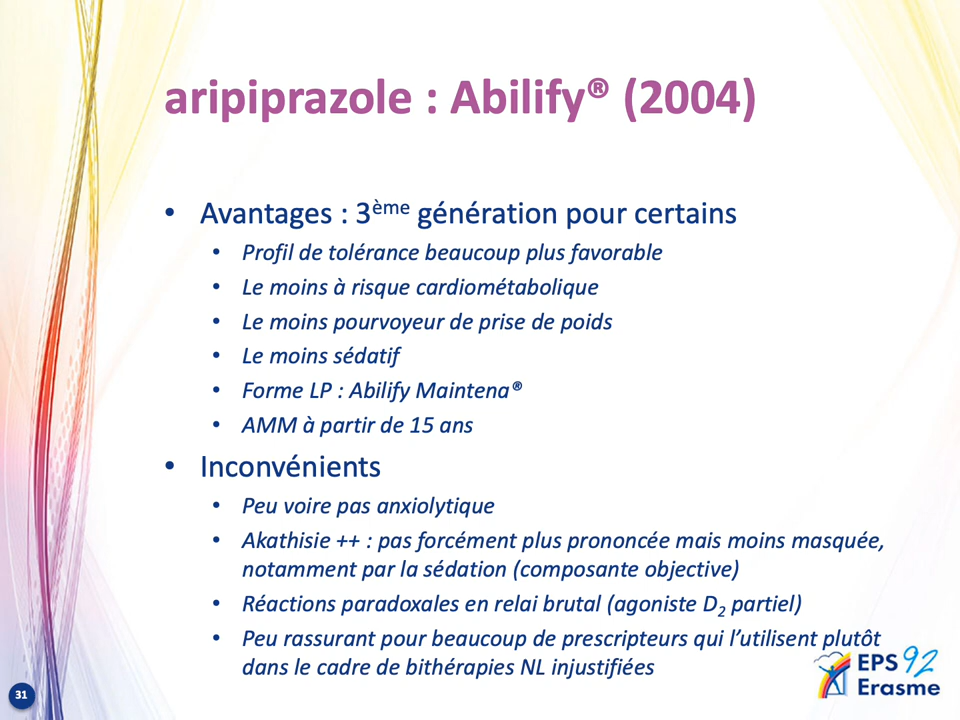 aripiprazole : Abilify® (2004)
• Avantages : 3ème génération pour certains
• Profil de tolérance beaucoup plus favorable
• Le moins à risque cardiométabolique
• Le moins pourvoyeur de prise de poids
• Le moins sédatif
• Forme LP : Abilify Maintena®
• AMM à partir de 15 ans
• Inconvénients
• Peu voire pas anxiolytique
• Akathisie ++ : pas forcément plus prononcée mais moins masquée,
notamment par la sédation (composante objective)
• Réactions paradoxales en relai brutal (agoniste D2 partiel)
• Peu rassurant pour beaucoup de prescripteurs qui l’utilisent plutôt
dans le cadre de bithérapies NL injustifiées
31
EPS 92
Erasme